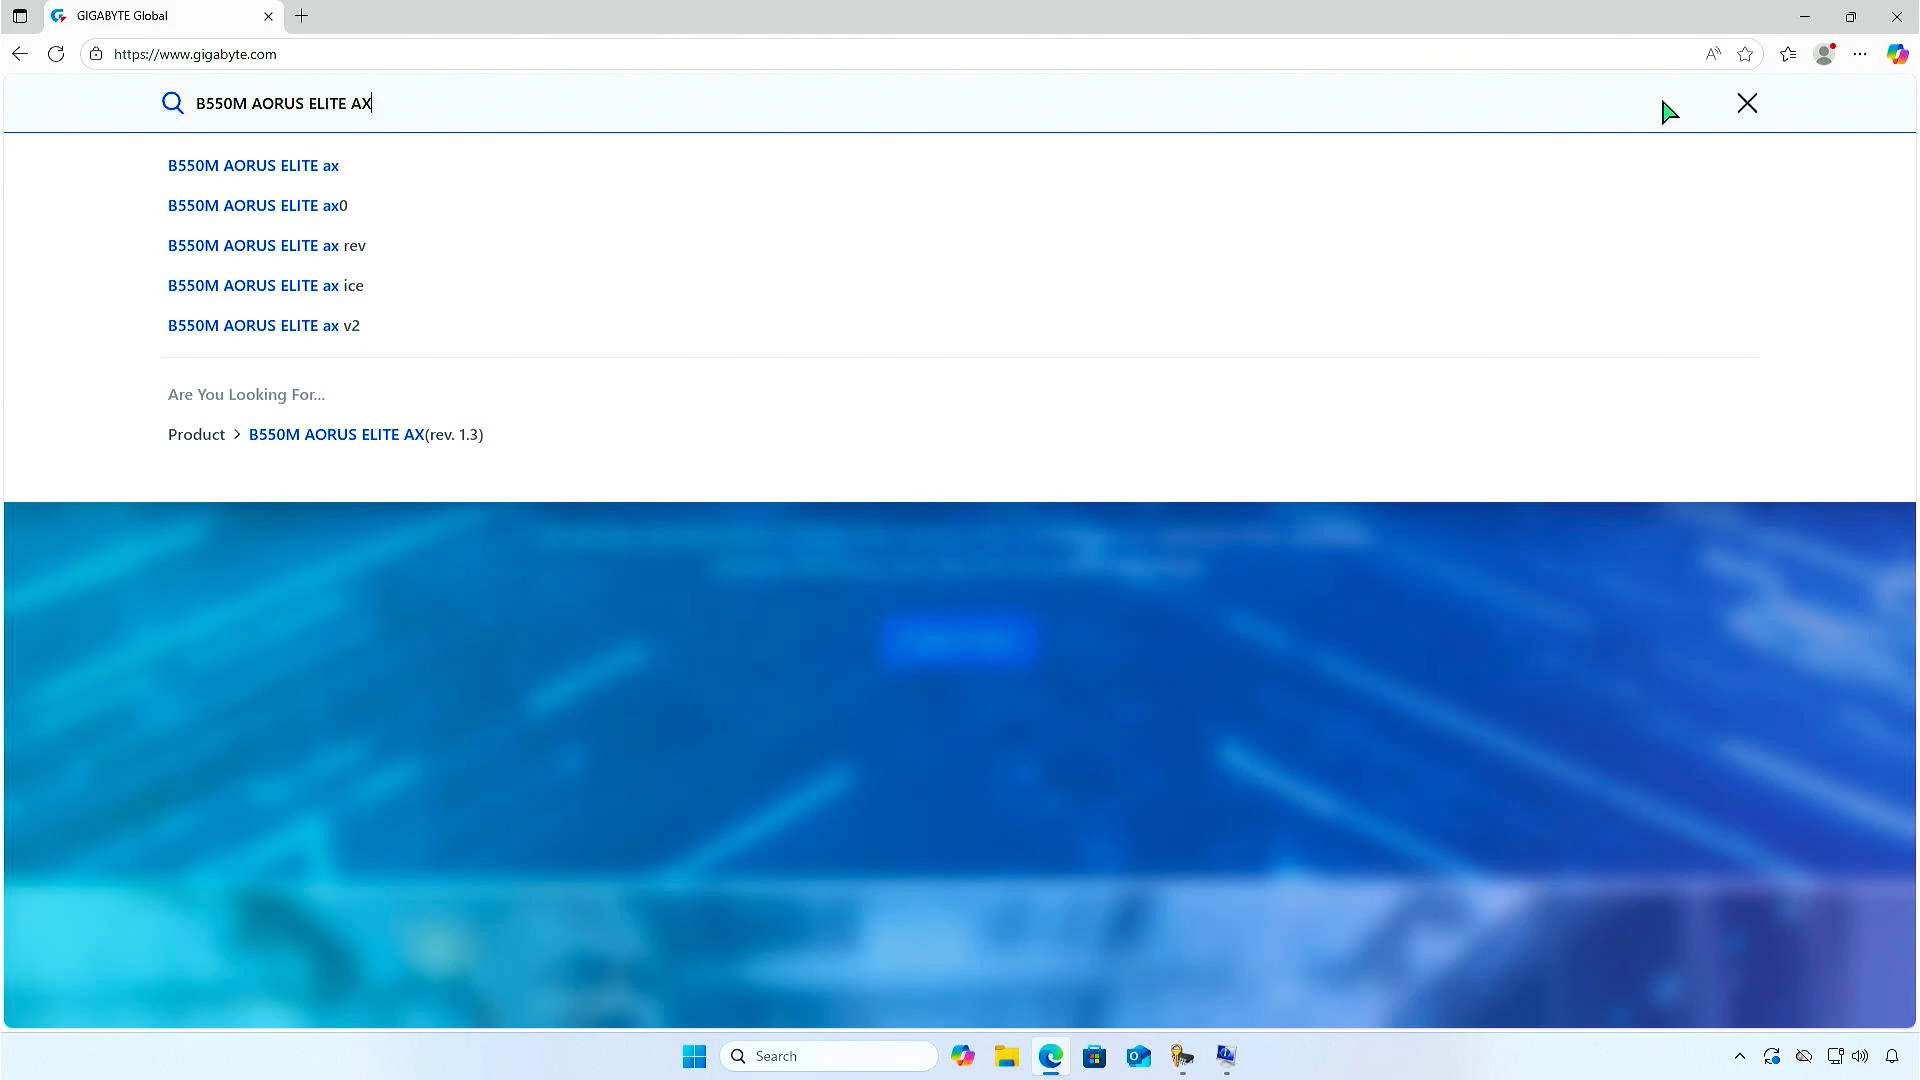 GIGABYTE Global
https://www.gigabyte.com
B550M AORUS ELITE AX
B550M AORUS ELITE ax
B550M AORUS ELITE ax0
B550M AORUS ELITE ax rev
B550M AORUS ELITE ax ice
B550M AORUS ELITE ax v2
Are You Looking For...
Product > B550M AORUS ELITE AX(rev. 1.3)
Search